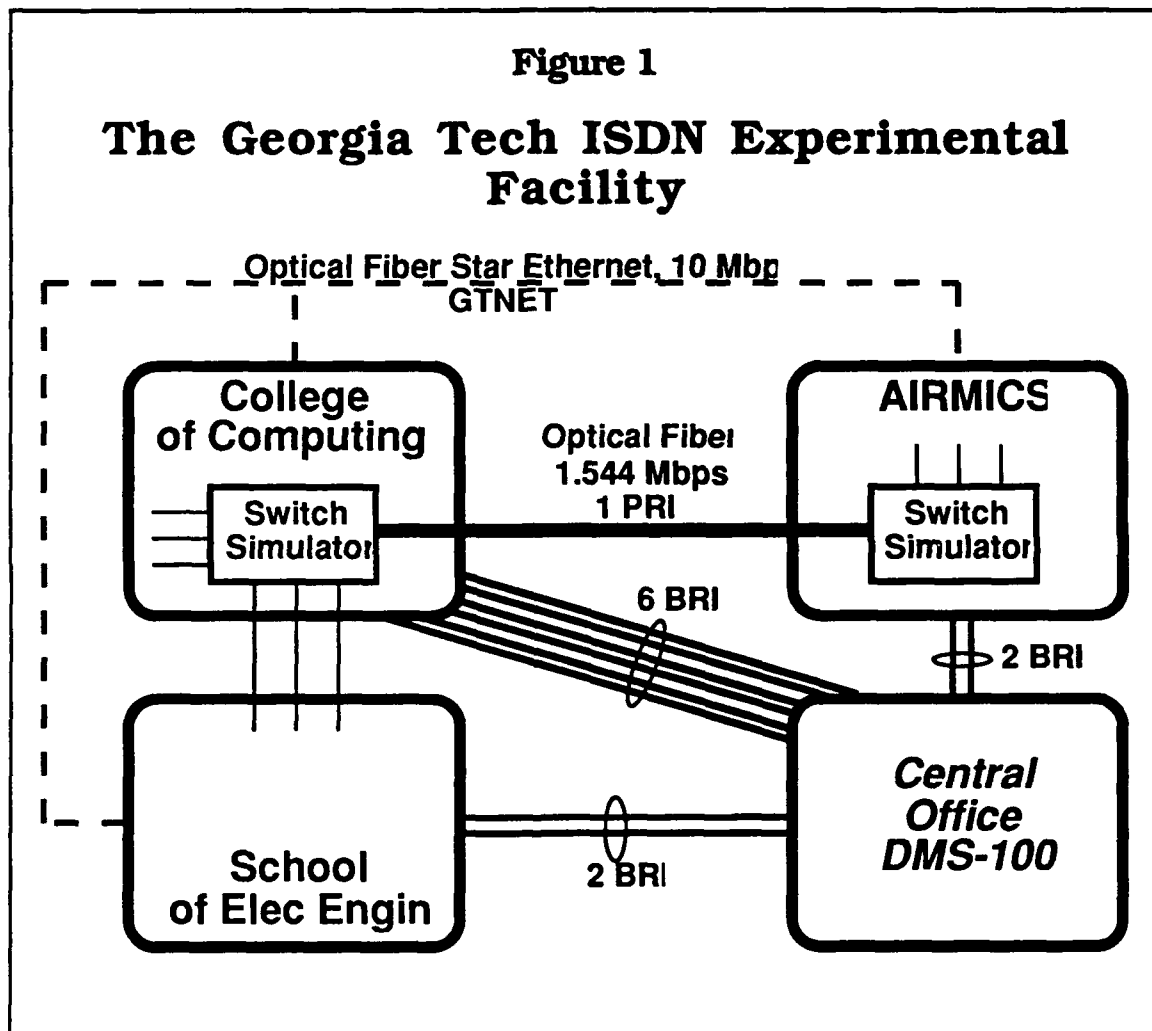 Figure 1
The Georgia Tech ISDN Experimental
Facility
Optical Fiber Star Ethernet, 10 Mbp
GTNET
College
of Computing
Switch
Simulator
Optical Fiber
1.544 Mbps
1 PRI
AIRMICS
Switch
Simulator
6 BRI
2 BRI
School
of Elec Engin
2 BRI
Central
Office
DMS-100